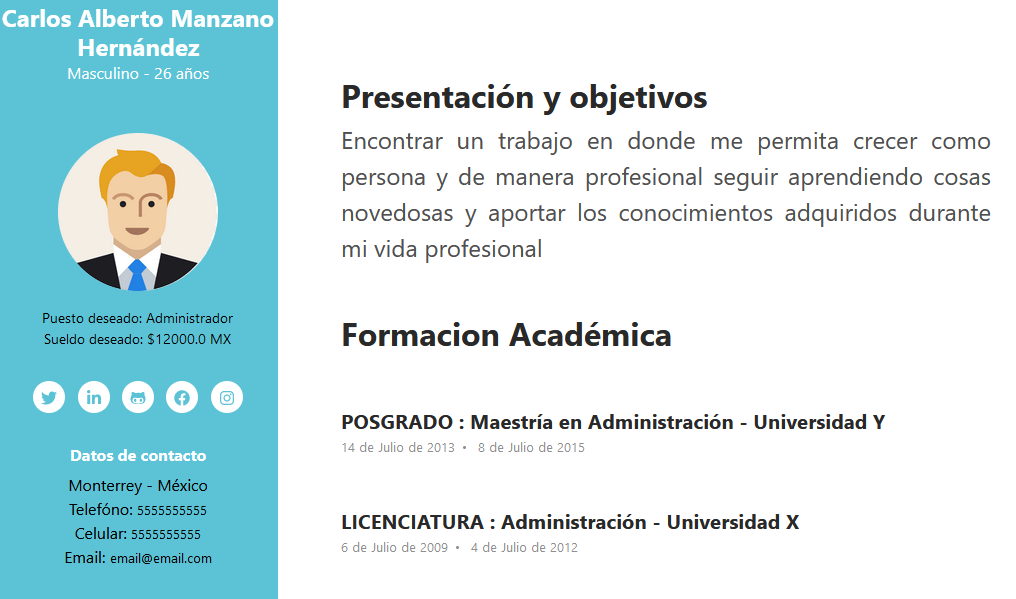 Carlos Alberto Manzano
Hernández
Masculino - 26 años
Puesto deseado: Administrador
Sueldo deseado: $12000.0 MX
Datos de contacto
Monterrey - México
Telefóno: 5555555555
Celular: 5555555555
Email: email@email.com
Presentación y objetivos
Encontrar un trabajo en donde me permita crecer como
persona y de manera profesional seguir aprendiendo cosas
novedosas y aportar los conocimientos adquiridos durante
mi vida profesional
Formacion Académica
POSGRADO : Maestría en Administración - Universidad Y
14 de Julio de 2013 • 8 de Julio de 2015
LICENCIATURA : Administración - Universidad X
6 de Julio de 2009 • 4 de Julio de 2012